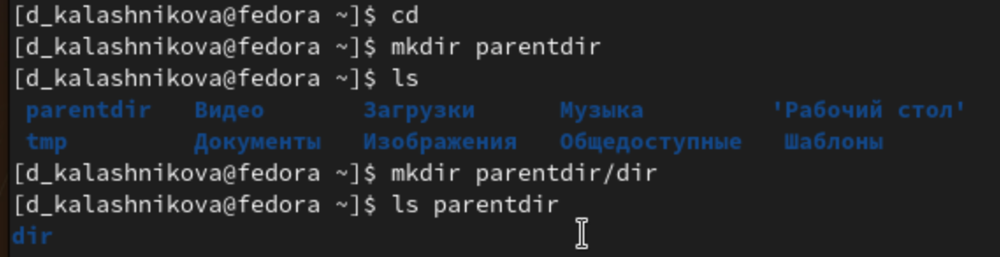 [d_kalashnikova@fedora ~]$ cd
[d_kalashnikova@fedora ~]$ mkdir parentdir
[d_kalashnikova@fedora ~]$ ls
parentdir Видео Загрузки Музыка 'Рабочий стол'
tmp Документы Изображения Общедоступные Шаблоны
[d_kalashnikova@fedora ~]$ mkdir parentdir/dir
[d_kalashnikova@fedora ~]$ ls parentdir
dir